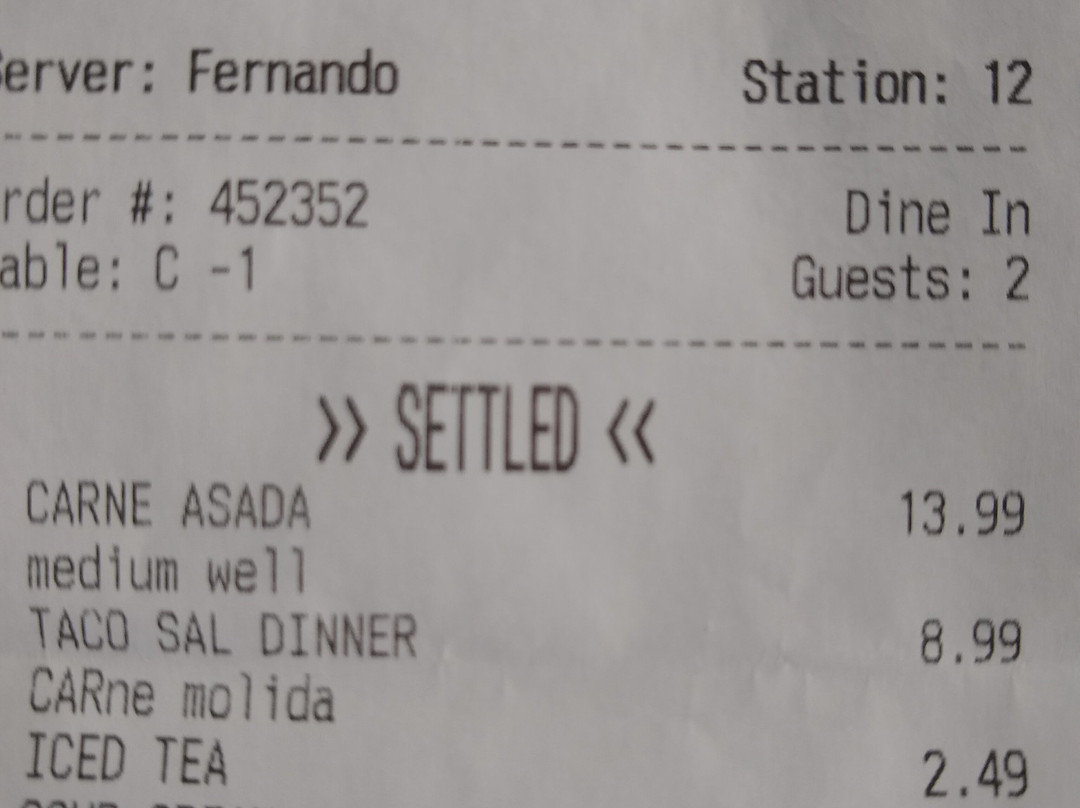 Server: Fernando Station: 12
rder #: 452352 Dine In
able: C -1 Guests: 2
>> SETTLED <<
CARNE ASADA 13.99
medium well
TACO SAL DINNER 8.99
CARne molida
ICED TEA 2.49